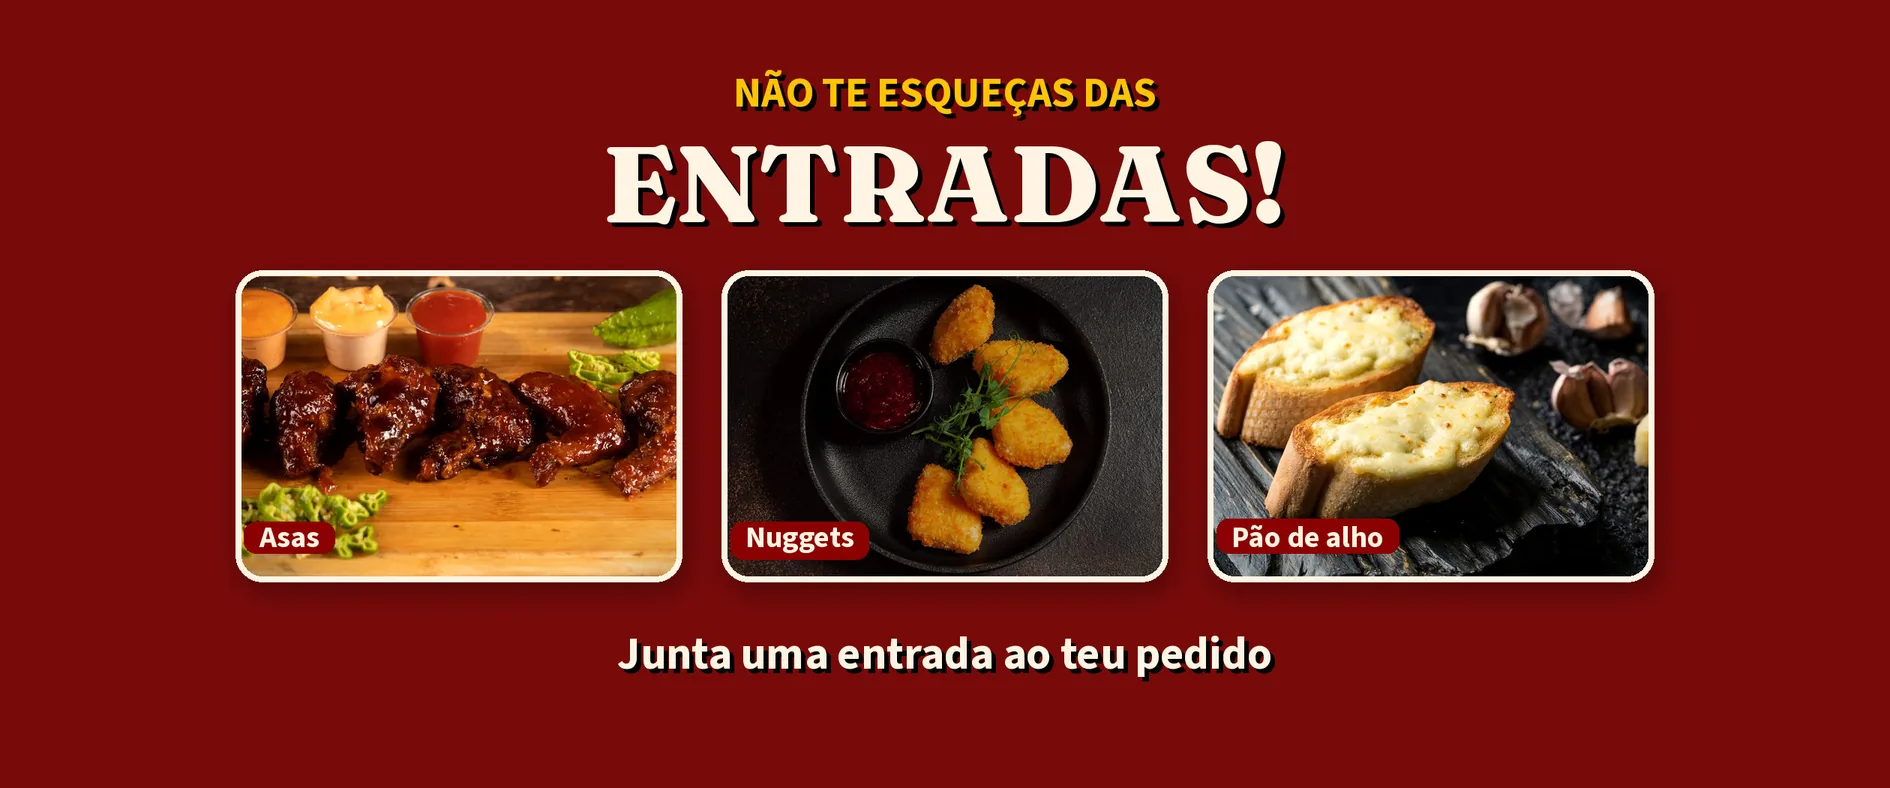 NÃO TE ESQUEÇAS DAS
ENTRADAS!
Asas
Nuggets
Pão de alho
Junta uma entrada ao teu pedido